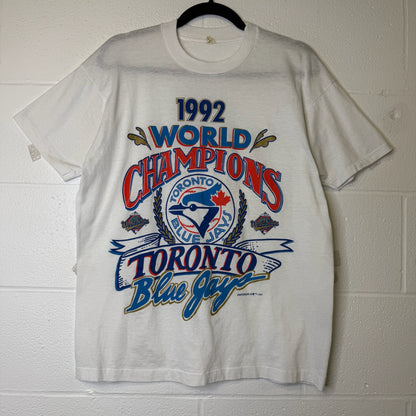 1992
WORLD
CHAMPIONS
TORONTO
BLUE JAYS
TORONTO
Blue Jays